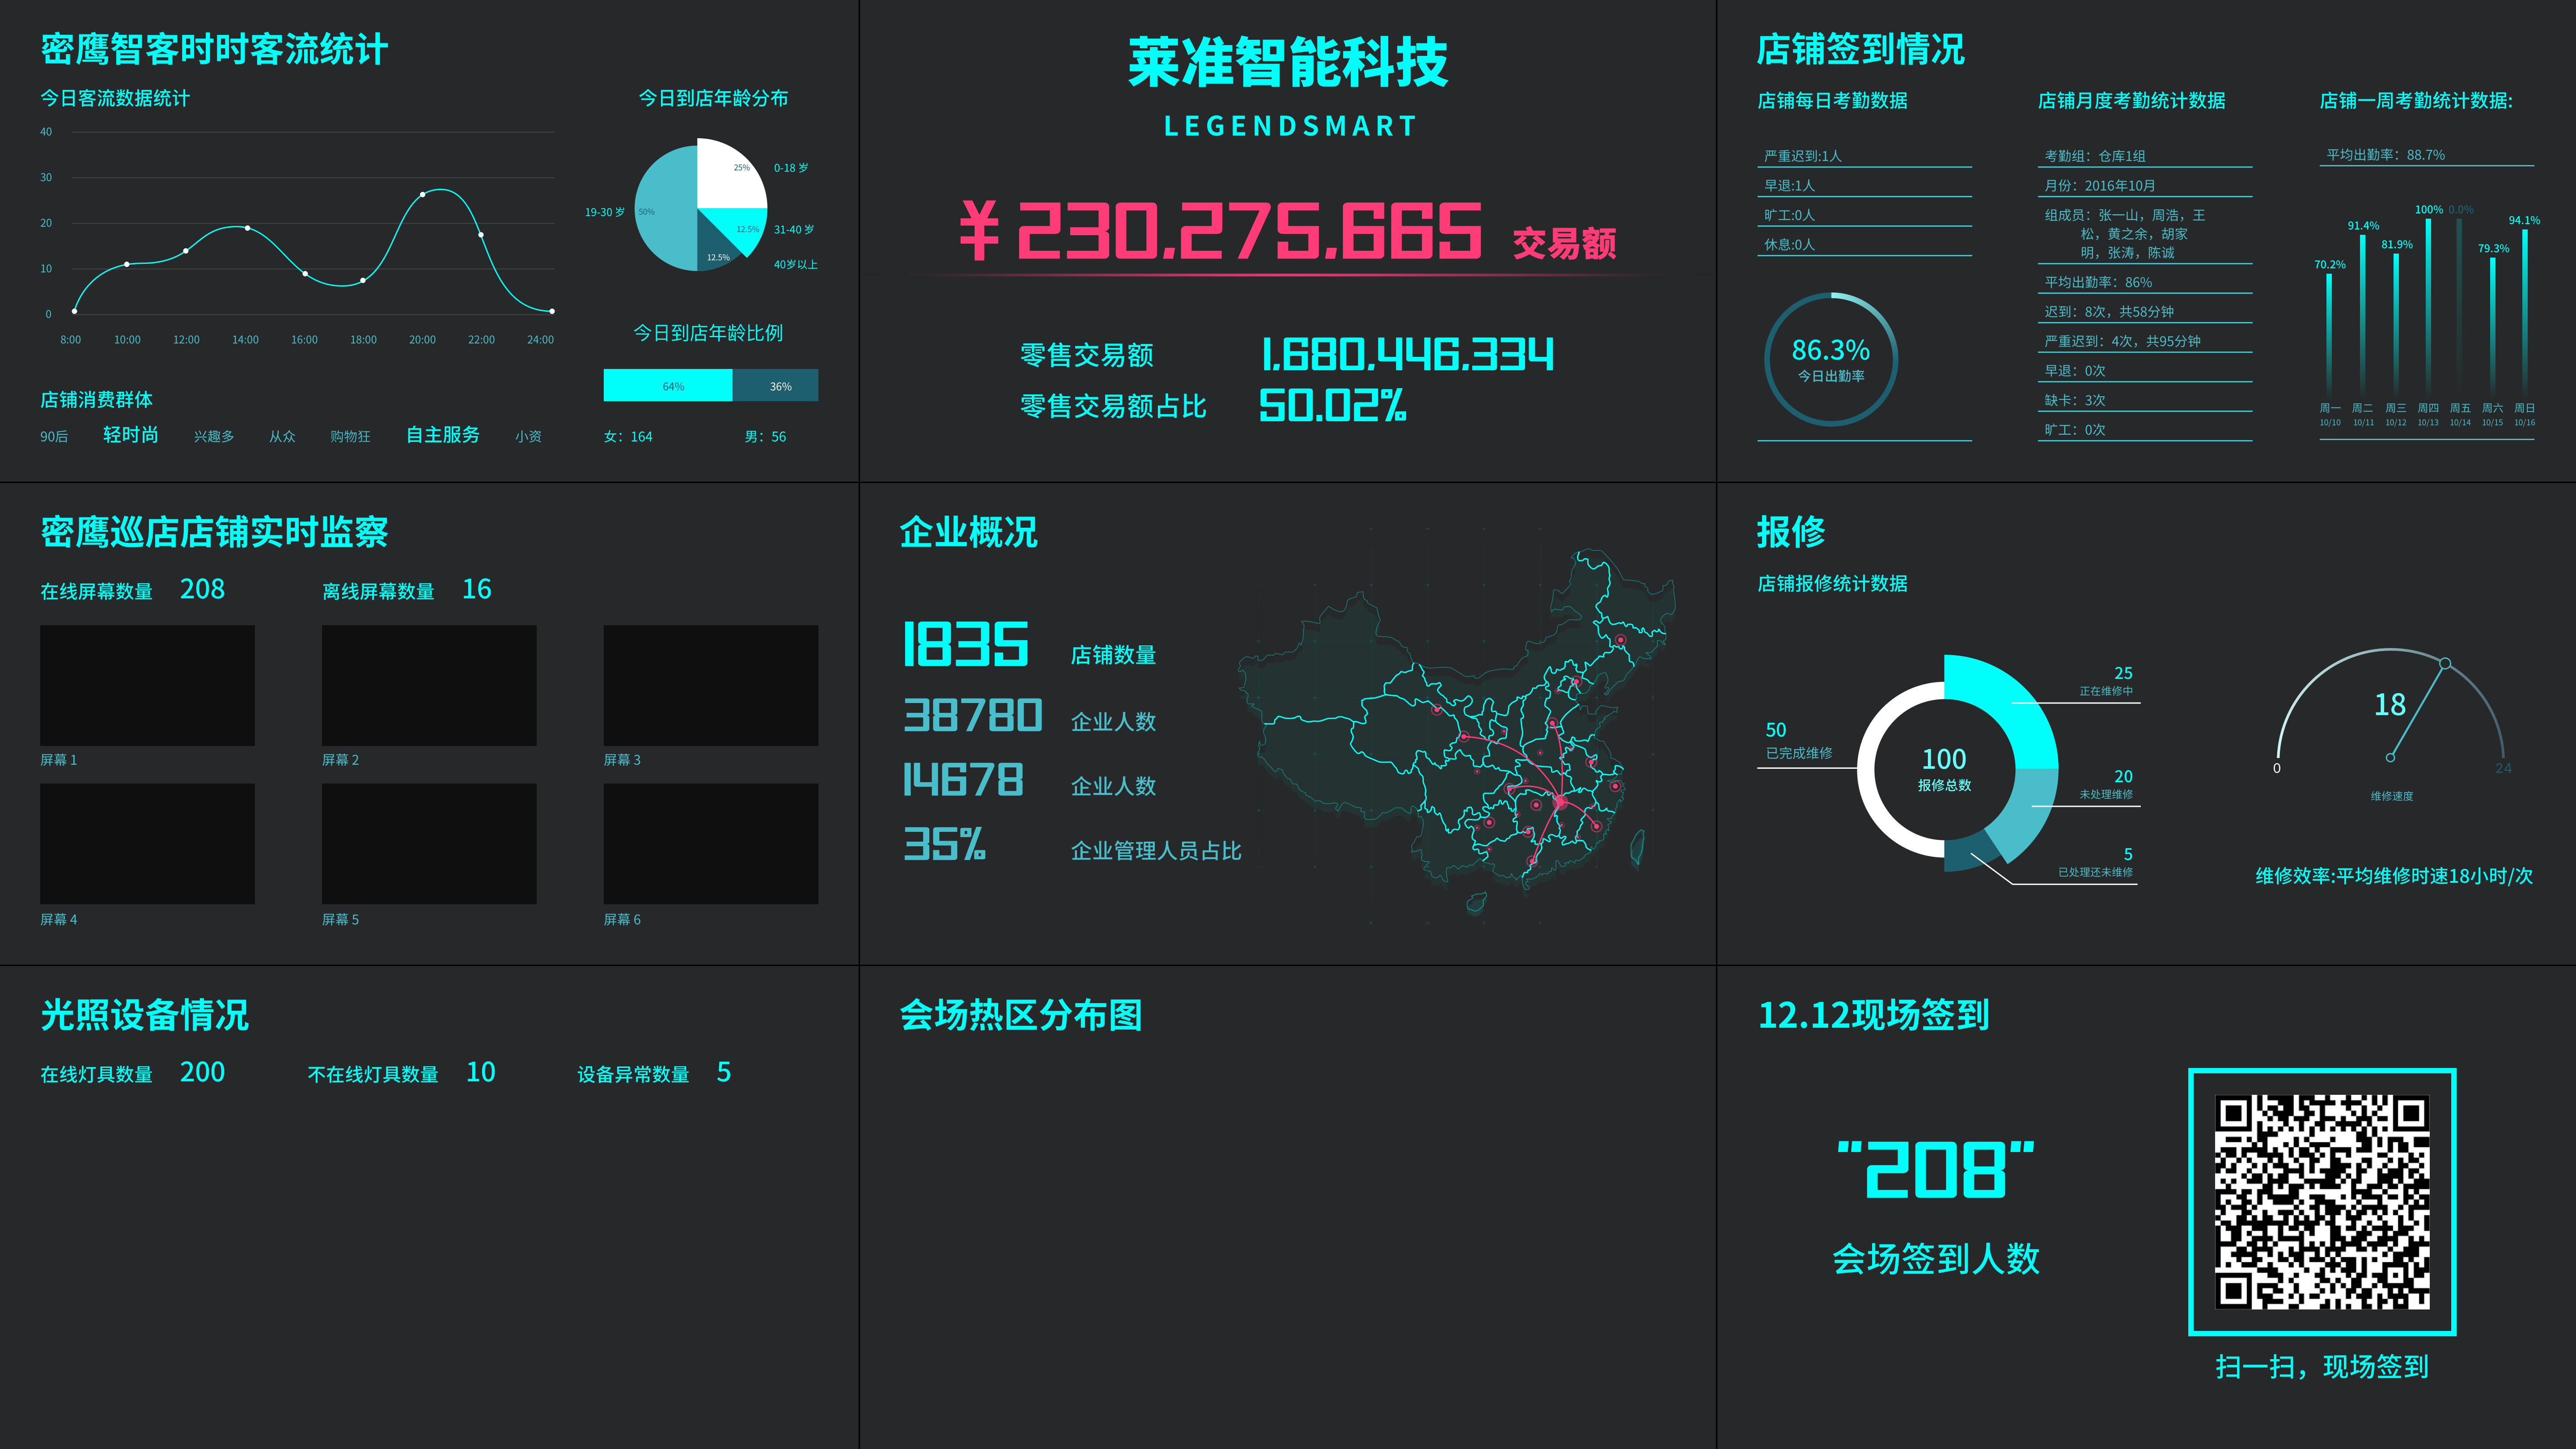 密鹰智客时时客流统计
今日客流数据统计
40
30
20
10
0
8:00 10:00 12:00 14:00 16:00 18:00 20:00 22:00 24:00
今日到店年龄分布
25%
0-18 岁
19-30 岁
50%
12.5%
31-40 岁
12.5%
40岁以上
今日到店年龄比例
64% 36%
女：164 男：56
店铺消费群体
90后 轻时尚 兴趣多 从众 购物狂 自主服务 小资
莱准智能科技
LEGENDSMART
¥ 230,275,665 交易额
零售交易额 1,680,446,334
零售交易额占比 50.02%
店铺签到情况
店铺每日考勤数据
严重迟到:1人
早退:1人
旷工:0人
休息:0人
86.3%
今日出勤率
店铺月度考勤统计数据
考勤组：仓库1组
月份：2016年10月
组成员：张一山，周浩，王
松，黄之余，胡家
明，张涛，陈诚
平均出勤率：86%
迟到：8次，共58分钟
严重迟到：4次，共95分钟
早退：0次
缺卡：3次
旷工：0次
店铺一周考勤统计数据:
平均出勤率：88.7%
70.2% 91.4% 81.9% 100% 0.0% 79.3% 94.1%
周一 周二 周三 周四 周五 周六 周日
10/10 10/11 10/12 10/13 10/14 10/15 10/16
密鹰巡店店铺实时监察
在线屏幕数量 208 离线屏幕数量 16
屏幕 1 屏幕 2 屏幕 3
屏幕 4 屏幕 5 屏幕 6
企业概况
1835 店铺数量
38780 企业人数
14678 企业人数
35% 企业管理人员占比
报修
店铺报修统计数据
25
正在维修中
50
已完成维修
100
报修总数
20
未处理维修
5
已处理还未维修
18
0 24
维修速度
维修效率:平均维修时速18小时/次
光照设备情况
在线灯具数量 200 不在线灯具数量 10 设备异常数量 5
会场热区分布图
12.12现场签到
"208"
会场签到人数
扫一扫，现场签到